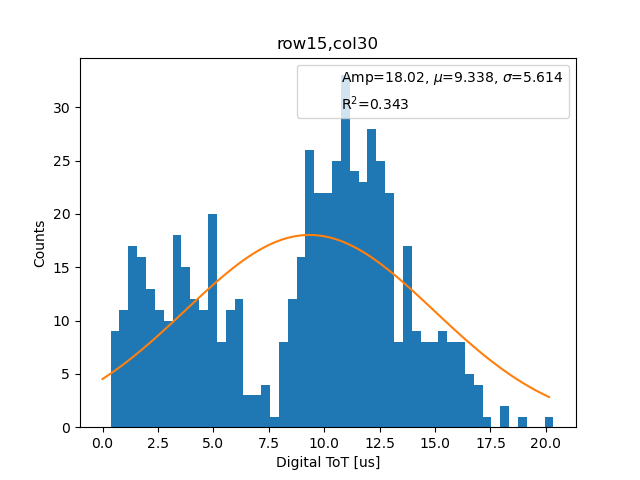 row15,col30
Amp=18.02, μ=9.338, σ=5.614
R²=0.343
30
25
20
15
10
5
0
Counts
0.0 2.5 5.0 7.5 10.0 12.5 15.0 17.5 20.0
Digital ToT [us]